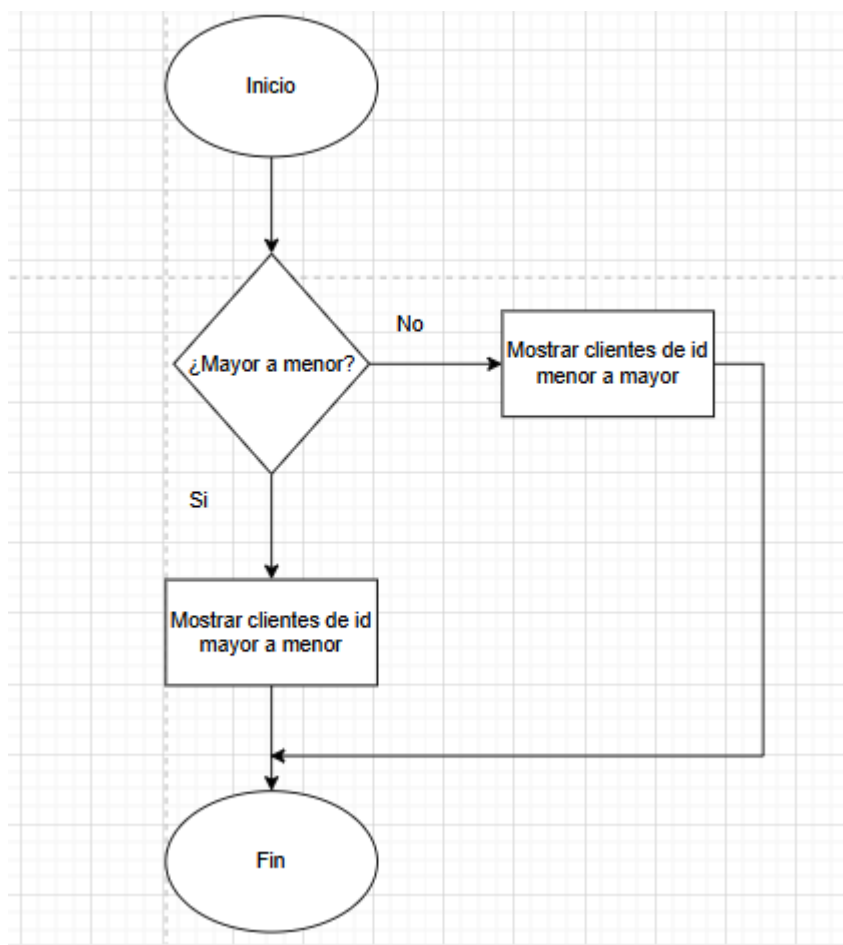 Inicio
¿Mayor a menor?
No
Mostrar clientes de id
menor a mayor
Si
Mostrar clientes de id
mayor a menor
Fin